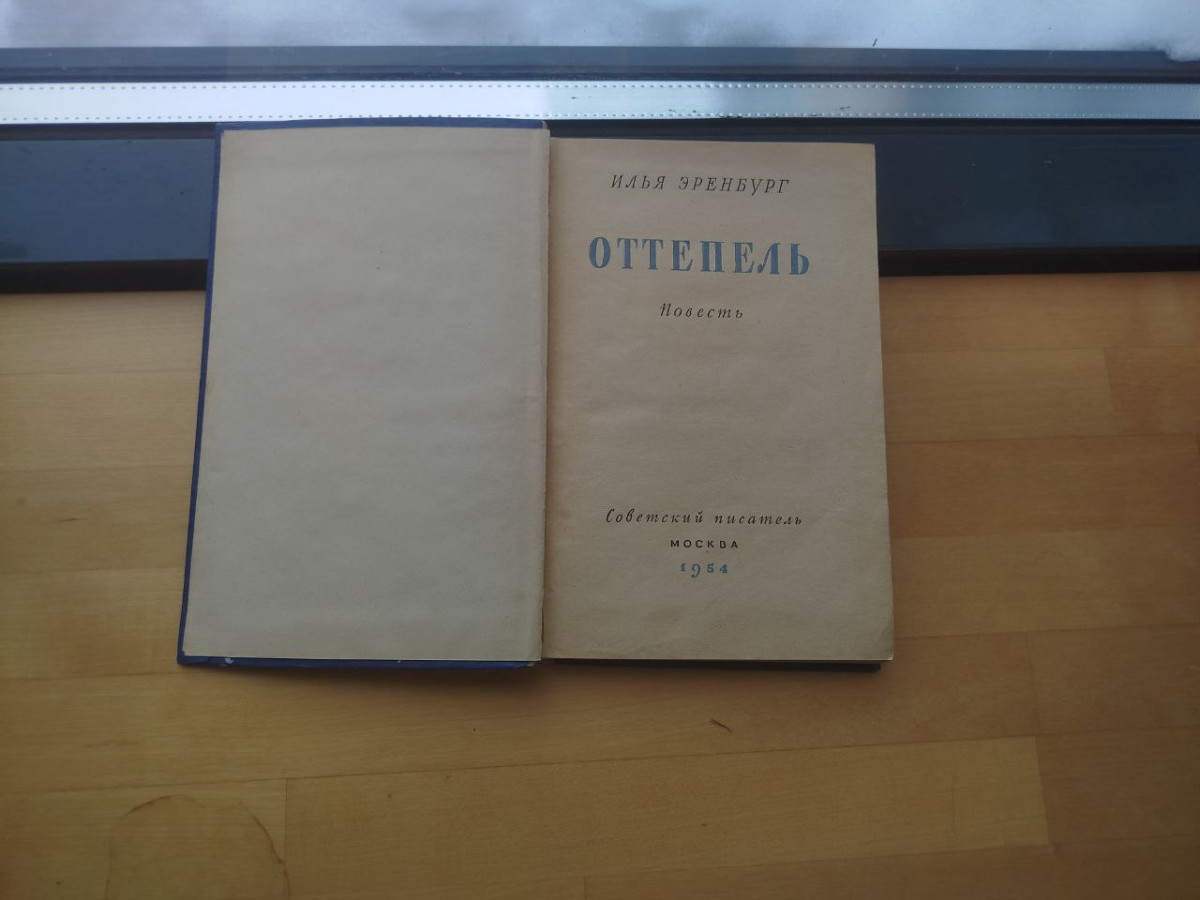 ИЛЬЯ ЭРЕНБУРГ
ОТТЕПЕЛЬ
Повесть
Советский писатель
МОСКВА
1954